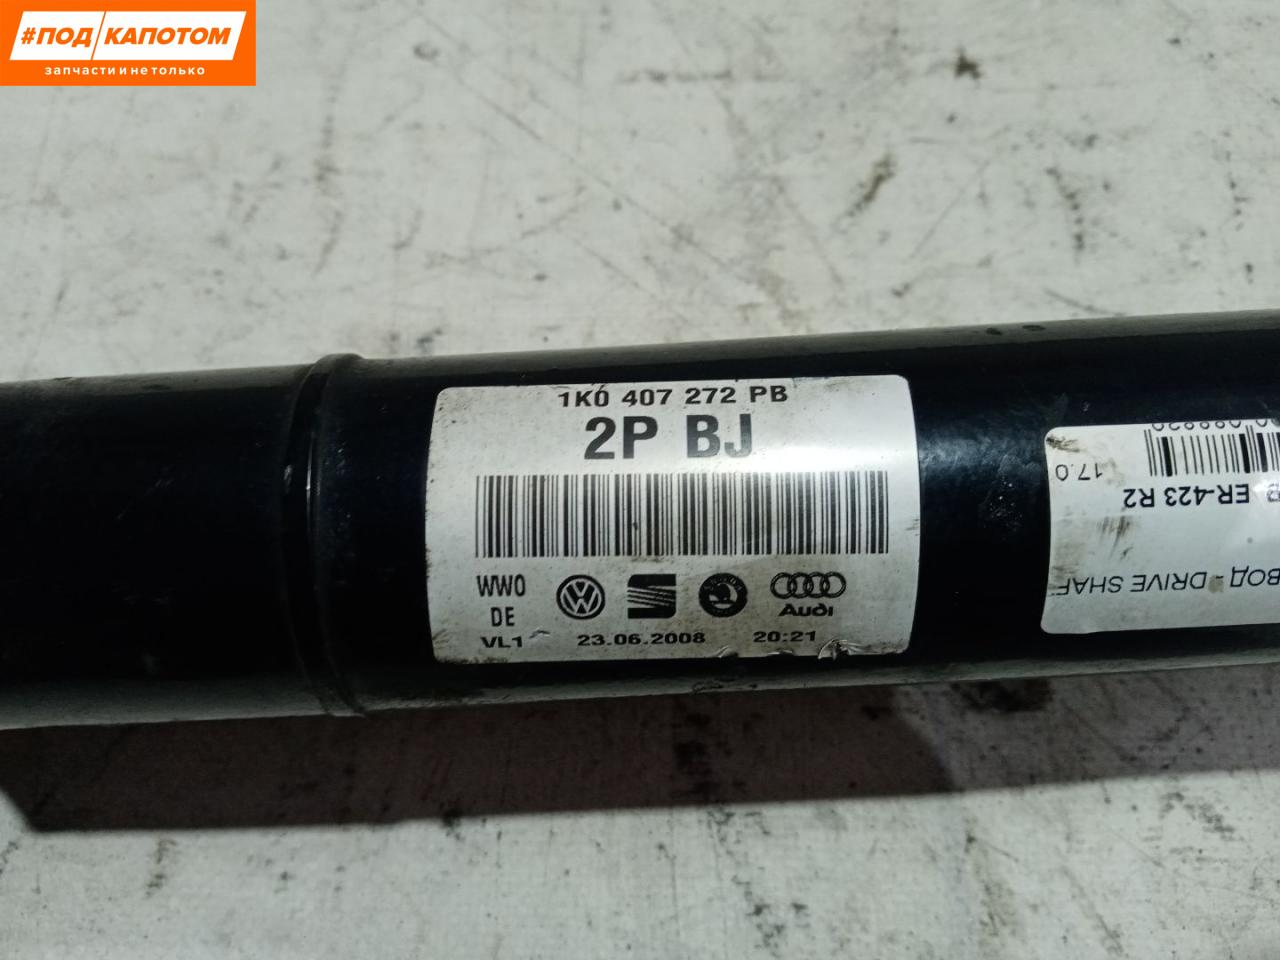 #ПОД КАПОТОМ
запчасти и не только
1K0 407 272 PB
2P BJ
WWO
DE
VL1 23.06.2008 20:21
Audi
17.0
ER-423 R2
ВОД - DRIVE SHAF